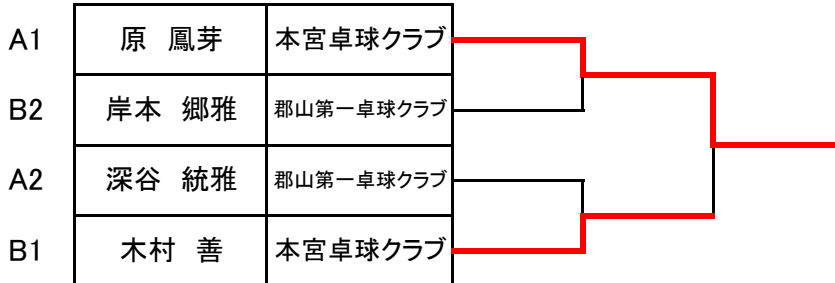 A1 原 鳳芽 本宮卓球クラブ
B2 岸本 郷雅 郡山第一卓球クラブ
A2 深谷 統雅 郡山第一卓球クラブ
B1 木村 善 本宮卓球クラブ